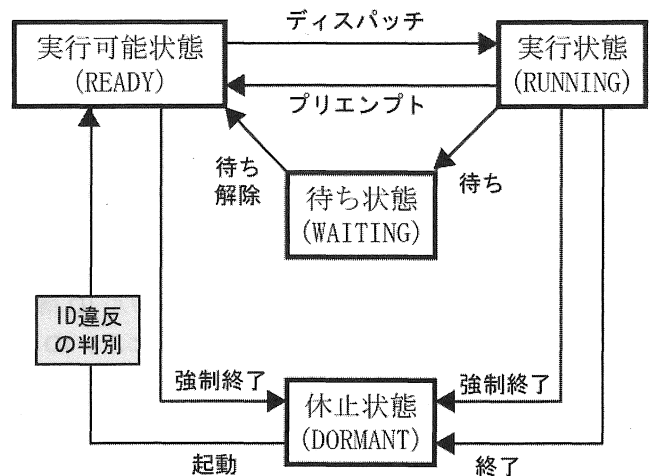 ディスパッチ
実行可能状態
(READY)
実行状態
(RUNNING)
プリエンプト
待ち
解除
待ち状態
(WAITING)
待ち
ID違反
の判別
強制終了
強制終了
休止状態
(DORMANT)
起動
終了